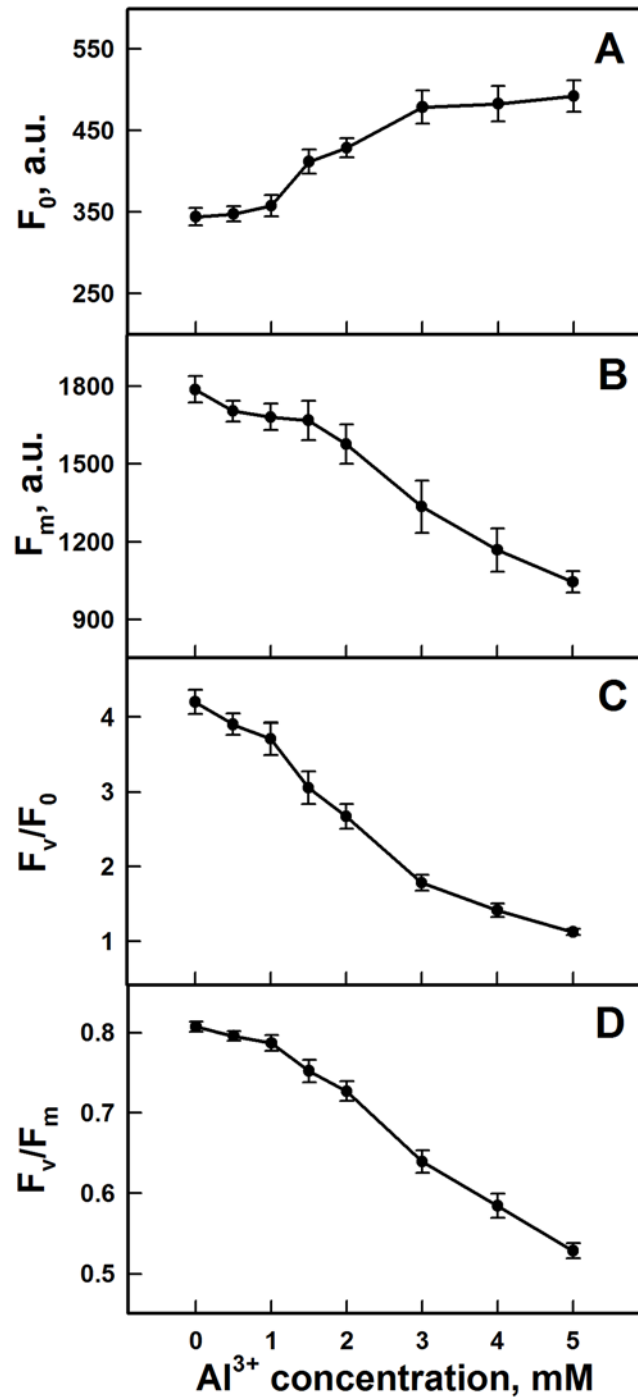 A
550
450
350
250
F₀, a.u.
B
1800
1500
1200
900
Fₘ, a.u.
C
4
3
2
1
Fᵥ/F₀
D
0.8
0.7
0.6
0.5
Fᵥ/Fₘ
0 1 2 3 4 5
Al³⁺ concentration, mM